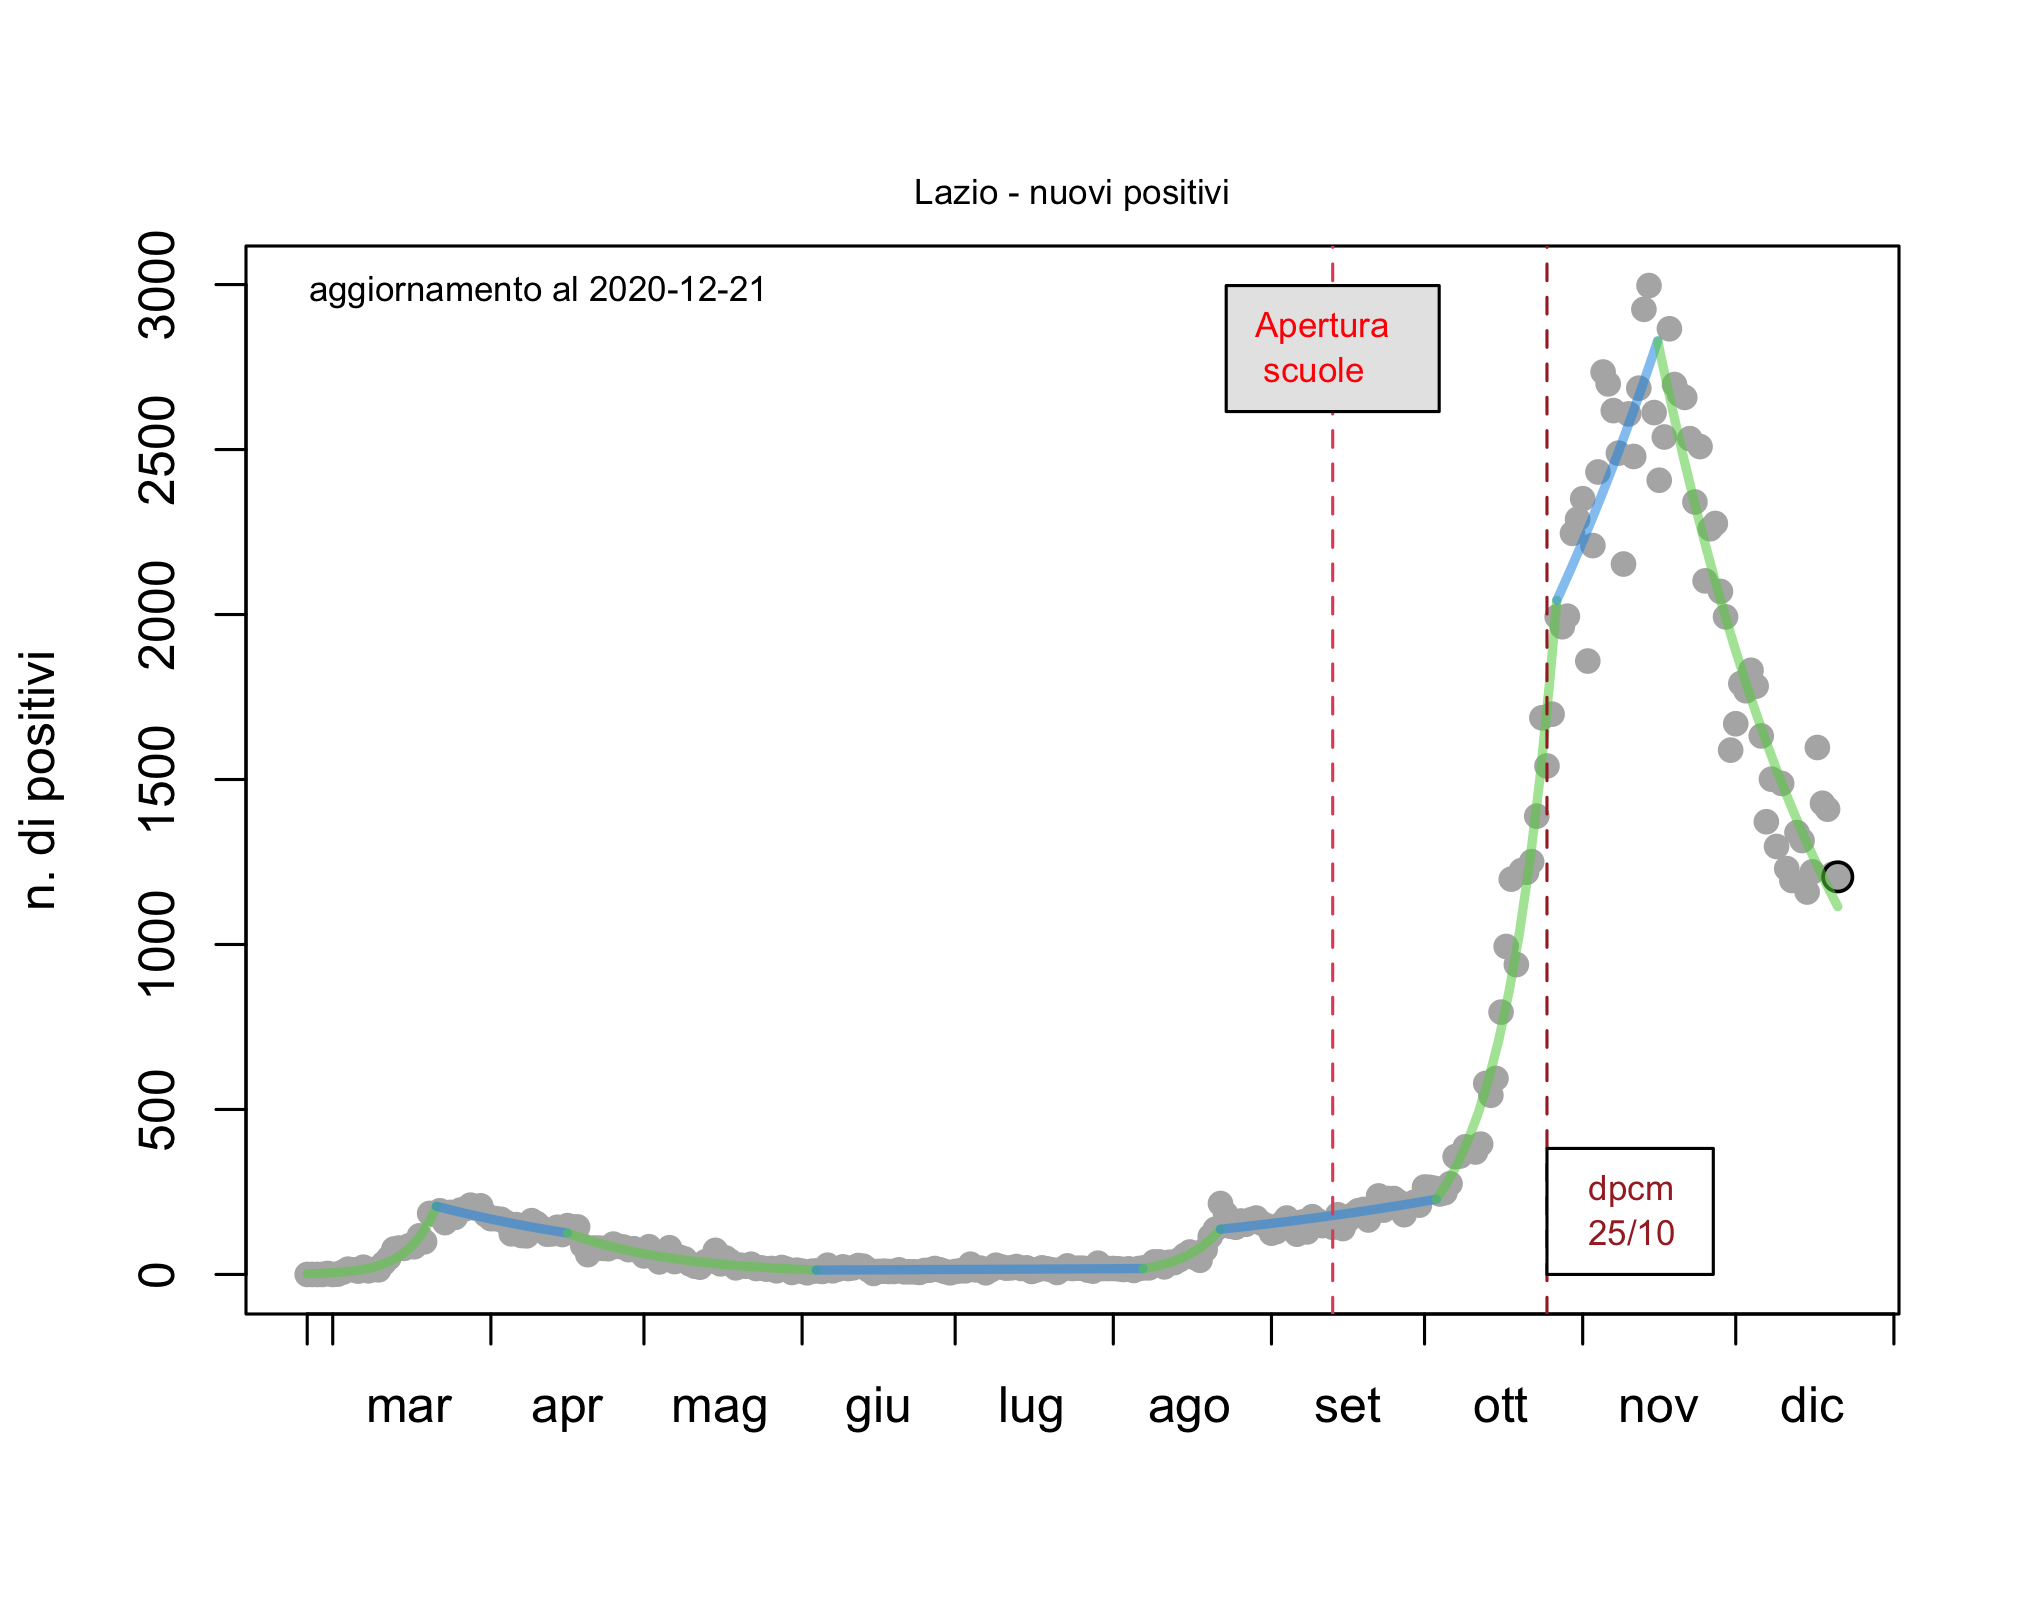 Lazio - nuovi positivi
aggiornamento al 2020-12-21
Apertura
scuole
n. di positivi
3000
2500
2000
1500
1000
500
0
dpcm
25/10
mar apr mag giu lug ago set ott nov dic